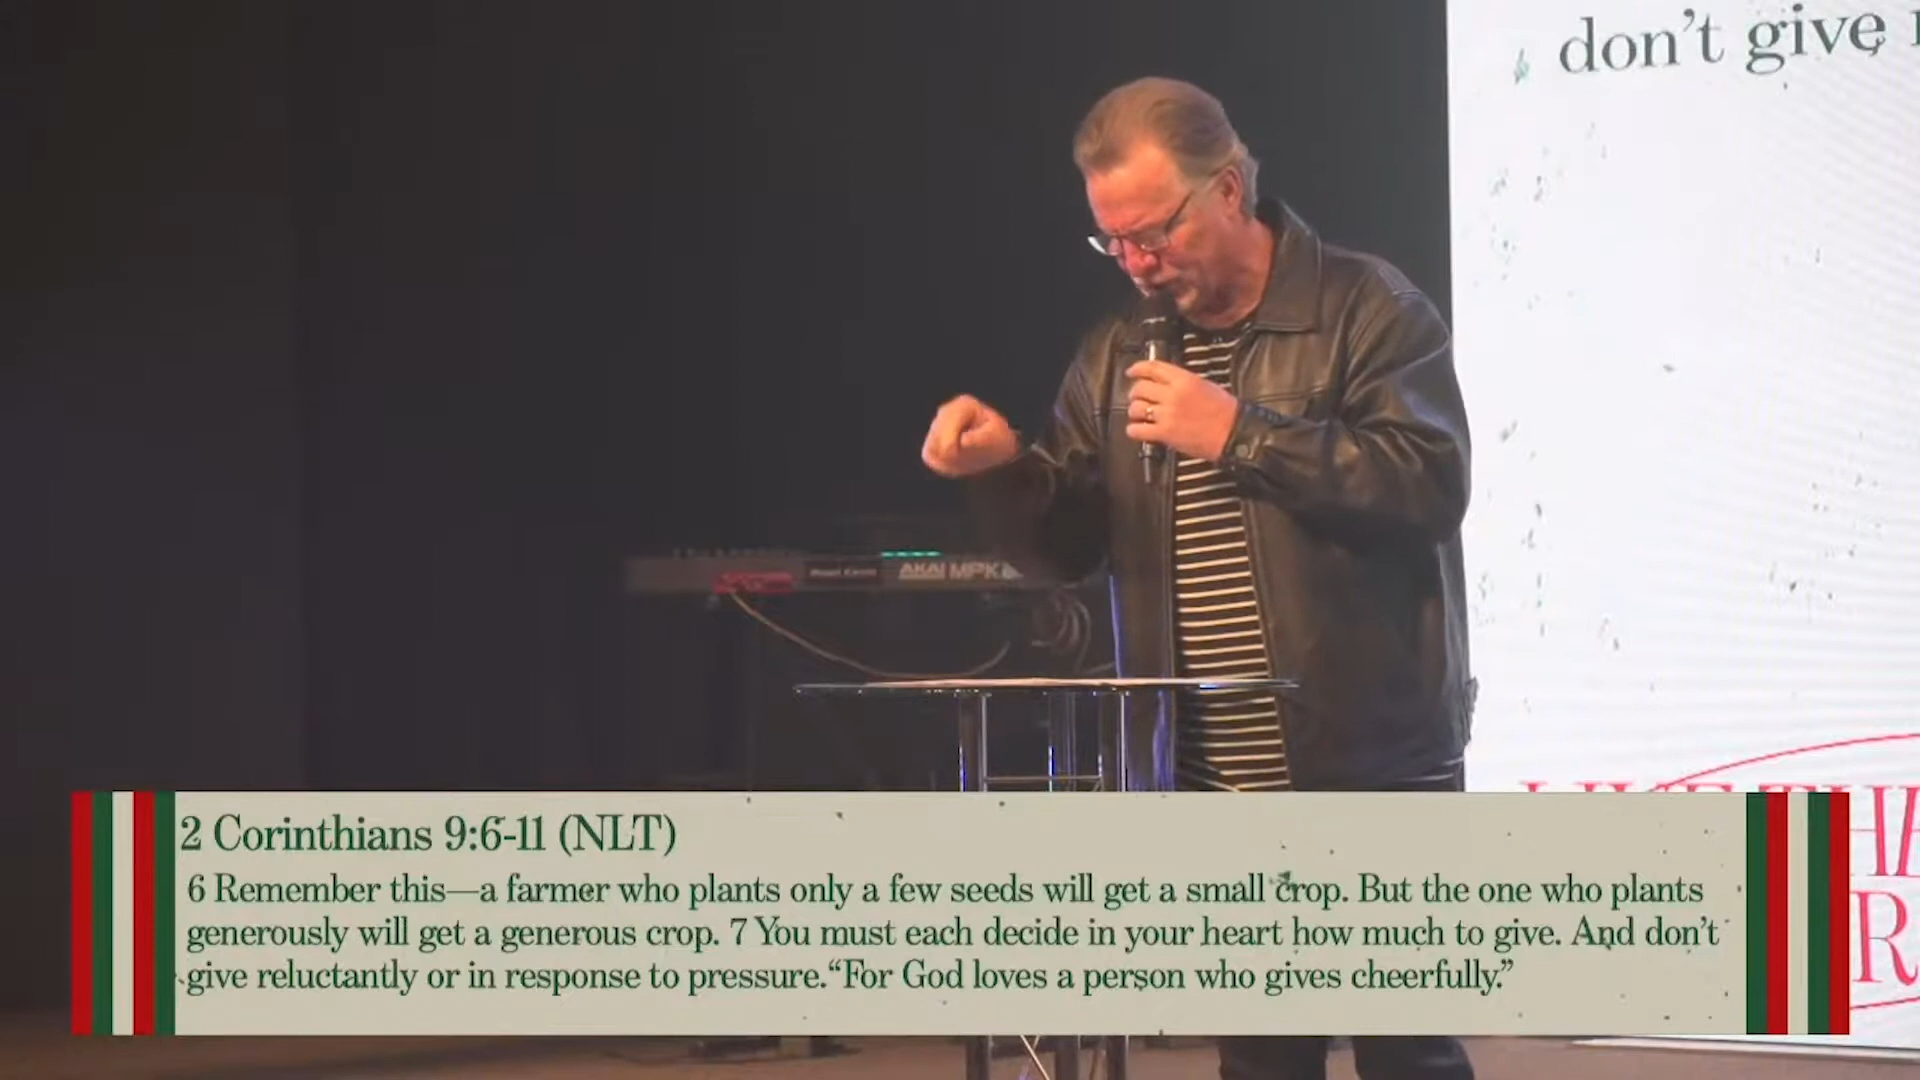 don't give
AKAI MPK
2 Corinthians 9:6-11 (NLT)
6 Remember this—a farmer who plants only a few seeds will get a small crop. But the one who plants
generously will get a generous crop. 7 You must each decide in your heart how much to give. And don't
give reluctantly or in response to pressure. “For God loves a person who gives cheerfully.”